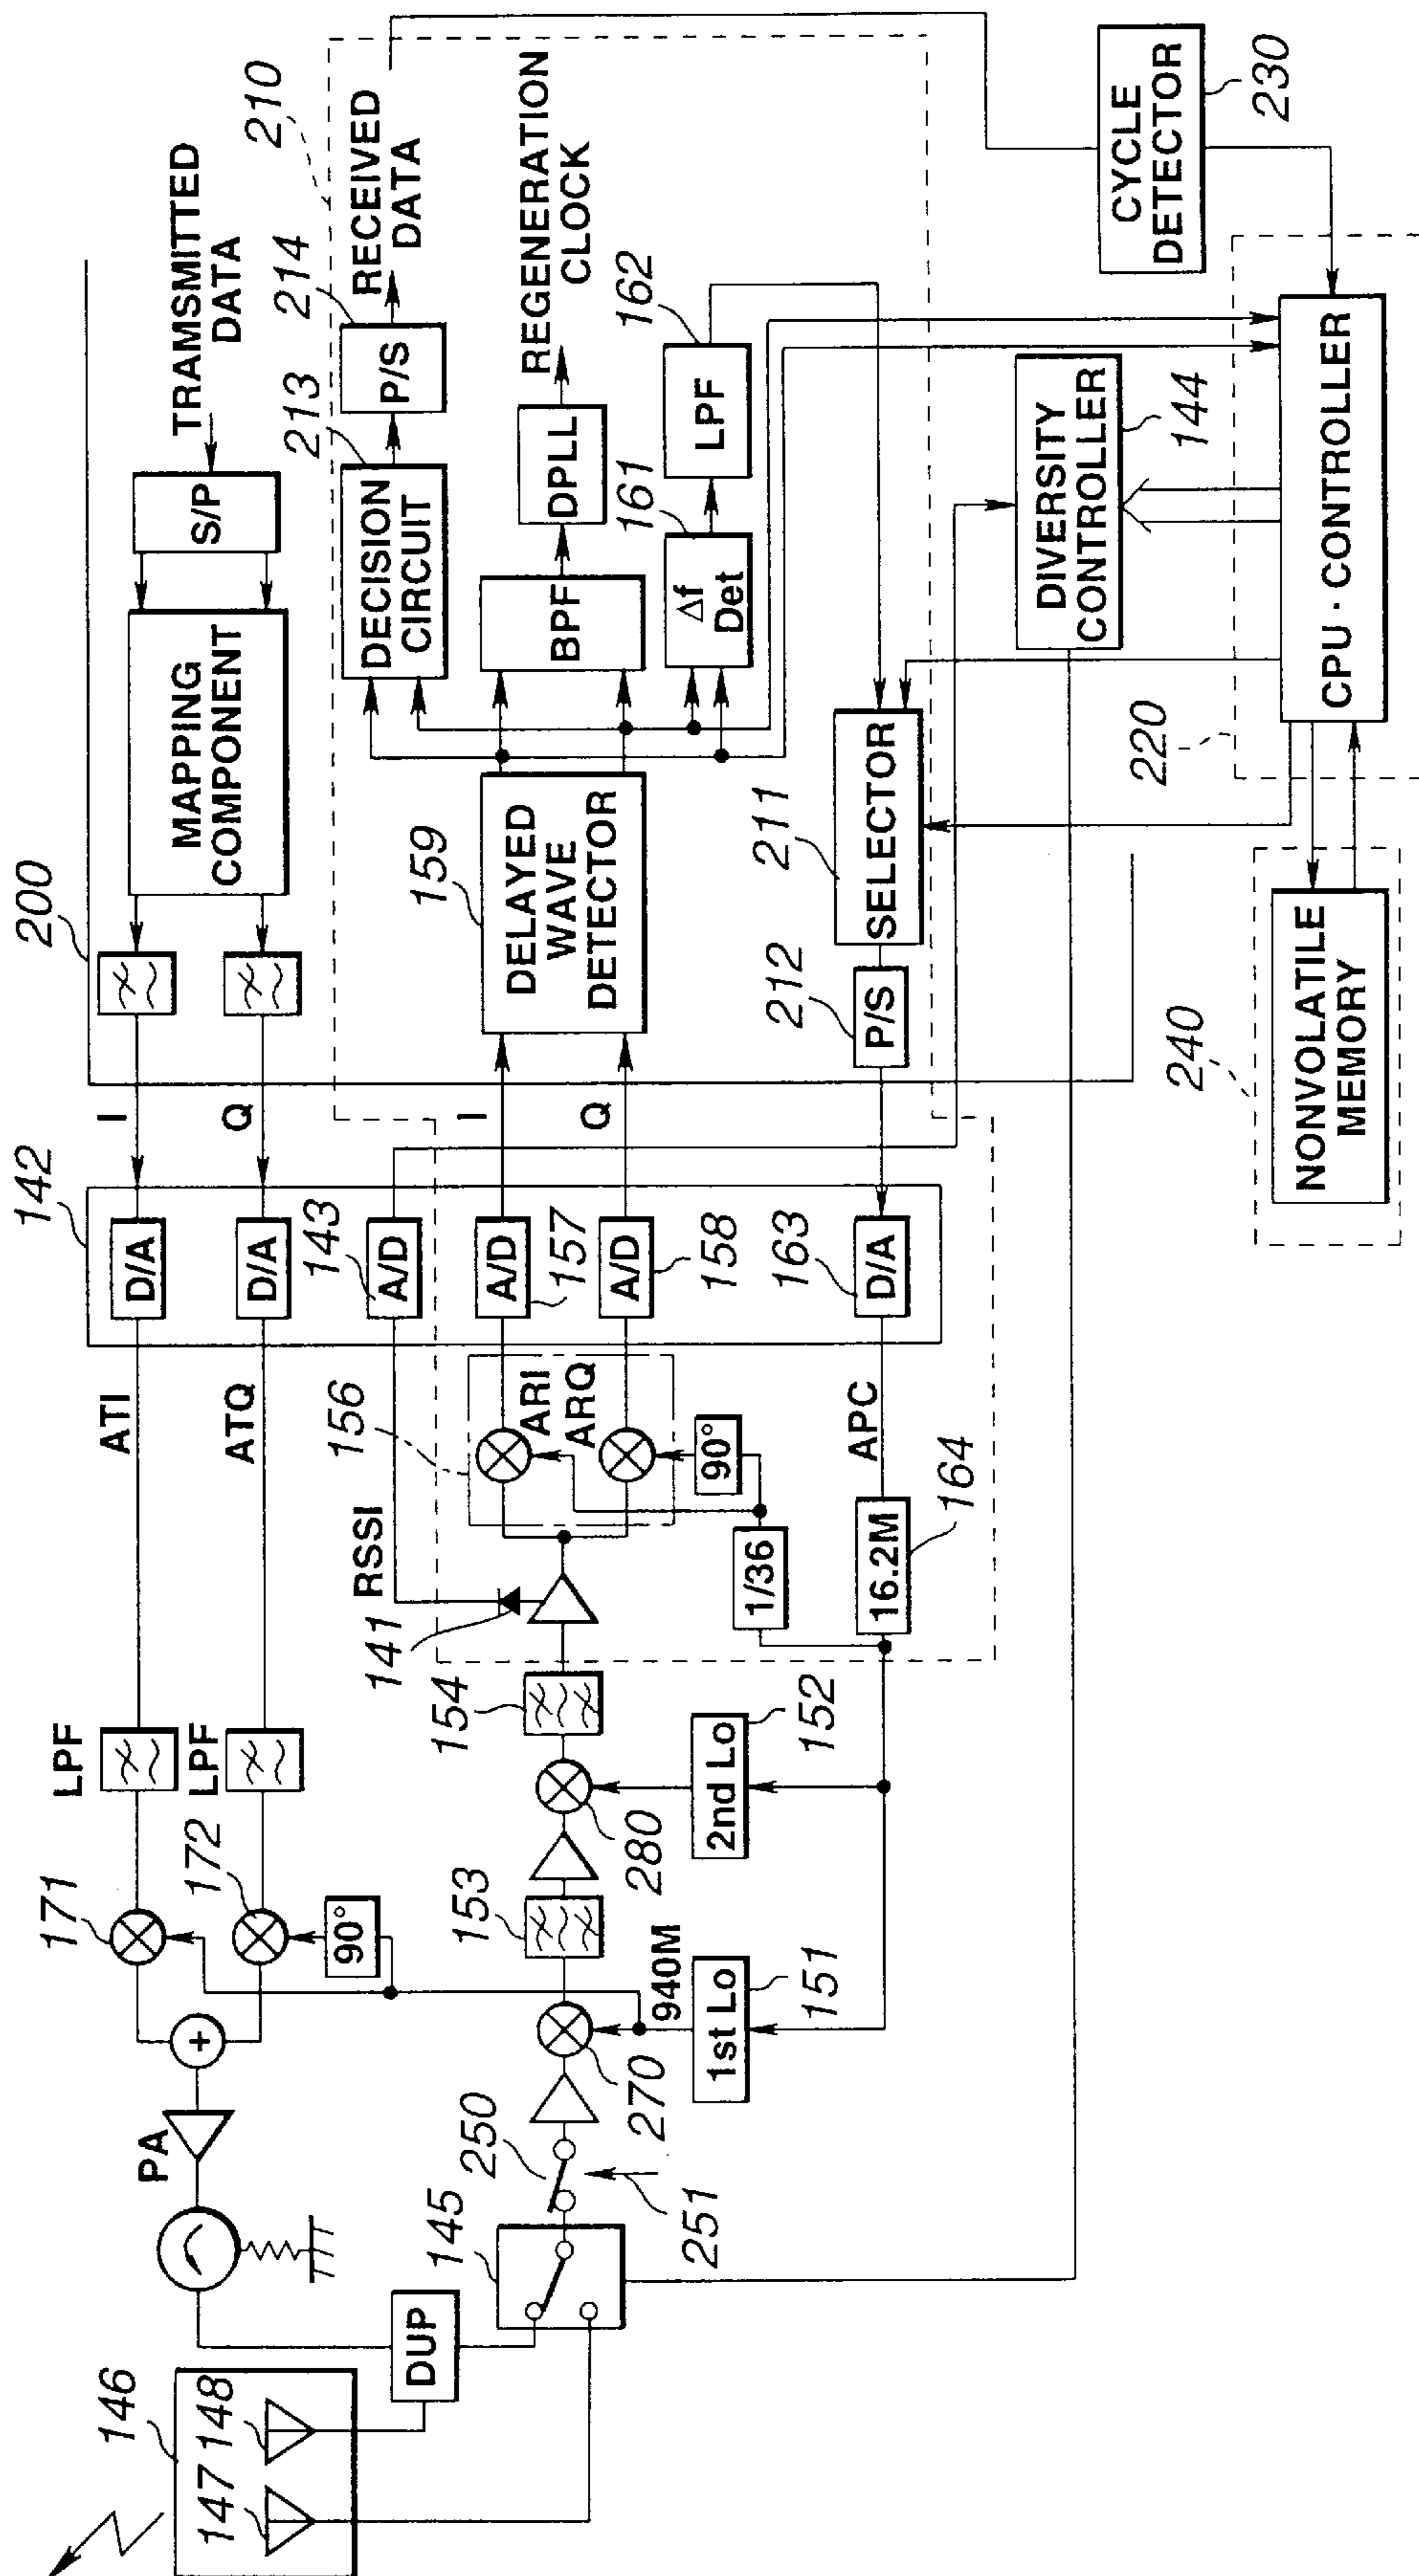 146
147
148
DUP
PA
+
171
172
90°
LPF
LPF
ATI
ATQ
142
D/A
D/A
I
Q
200
MAPPING
COMPONENT
S/P
TRAMSMITTED
DATA
145
250
251
270
940M
1st Lo
151
153
280
2nd Lo
152
154
141
RSSI
143
A/D
156
ARI
ARQ
90°
1/36
16.2M
164
APC
A/D
157
A/D
158
163
D/A
I
Q
159
DELAYED
WAVE
DETECTOR
212
P/S
211
SELECTOR
DECISION
CIRCUIT
213
P/S
214
RECEIVED
DATA
210
BPF
DPLL
REGENERATION
CLOCK
Δf
Det
161
LPF
162
DIVERSITY
CONTROLLER
144
CYCLE
DETECTOR
230
220
CPU · CONTROLLER
240
NONVOLATILE
MEMORY